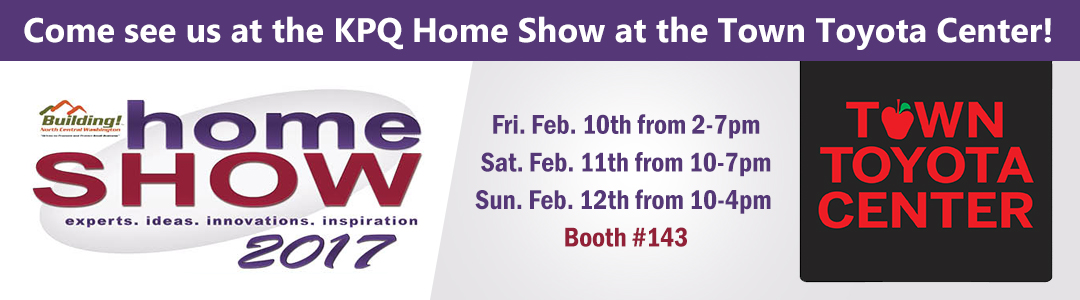 Come see us at the KPQ Home Show at the Town Toyota Center!
Building!
North Central Washington
home
SHOW
experts. ideas. innovations. inspiration
2017
Fri. Feb. 10th from 2-7pm
Sat. Feb. 11th from 10-7pm
Sun. Feb. 12th from 10-4pm
Booth #143
TOWN
TOYOTA
CENTER